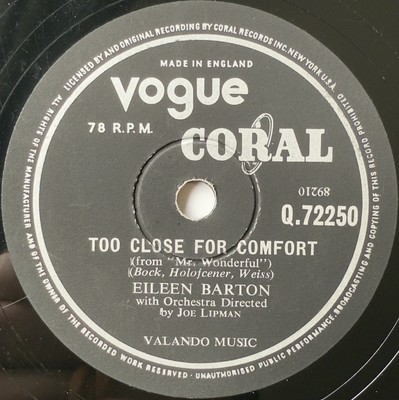 LICENSED BY AND ORIGINAL RECORDING BY CORAL RECORDS INC. NEW YORK U.S.A.
ALL RIGHTS OF THE MANUFACTURER AND OF THE OWNER OF THE RECORDED WORK RESERVED · UNAUTHORISED PUBLIC PERFORMANCE, BROADCASTING AND COPYING OF THIS RECORD PROHIBITED
MADE IN ENGLAND
vogue
78 R.P.M.
CORAL
01768
Q.72250
TOO CLOSE FOR COMFORT
(from "Mr. Wonderful")
(Bock, Holofcener, Weiss)
EILEEN BARTON
with Orchestra Directed
by JOE LIPMAN
VALANDO MUSIC